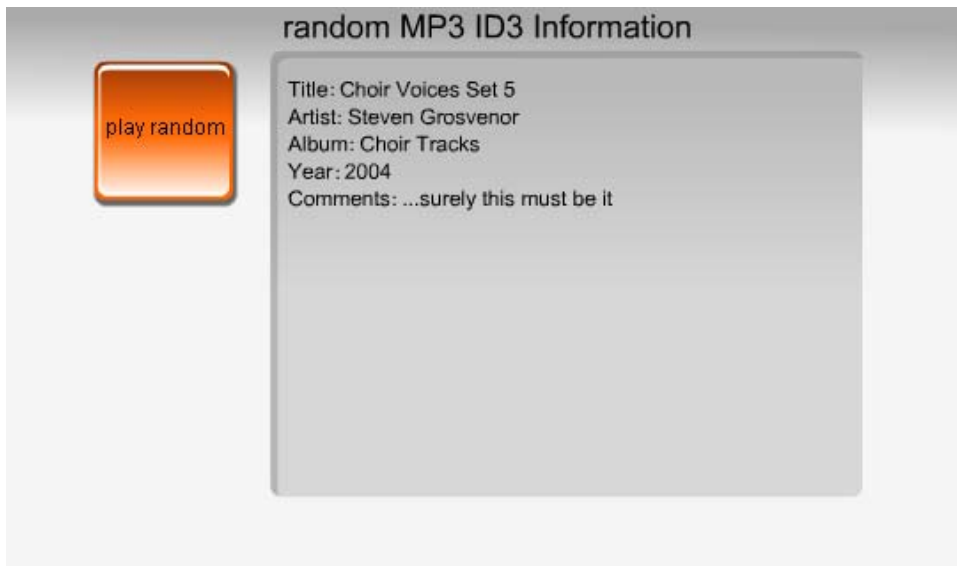 random MP3 ID3 Information
play random
Title: Choir Voices Set 5
Artist: Steven Grosvenor
Album: Choir Tracks
Year: 2004
Comments: ...surely this must be it